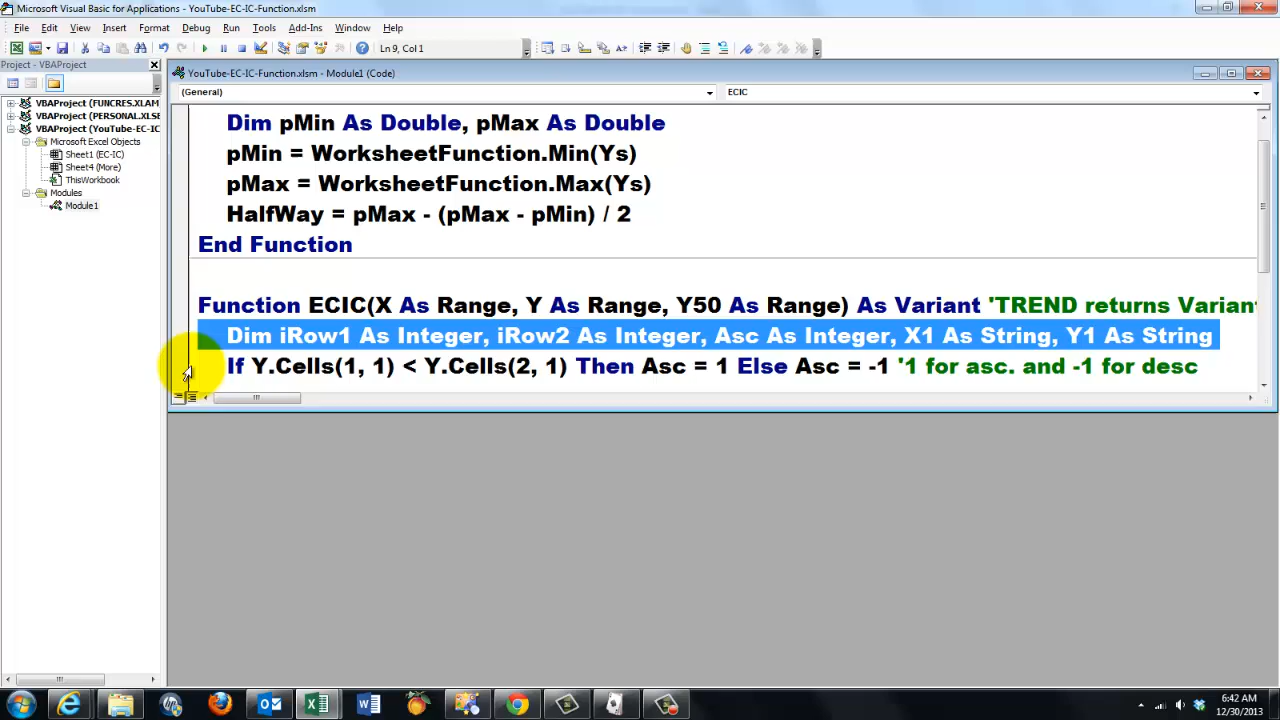 Microsoft Visual Basic for Applications - YouTube-EC-IC-Function.xlsm
File Edit View Insert Format Debug Run Tools Add-Ins Window Help
Ln 9, Col 1
Project - VBAProject
VBAProject (FUNCRES.XLAM
VBAProject (PERSONAL.XLSB
VBAProject (YouTube-EC-IC
Microsoft Excel Objects
Sheet1 (EC-IC)
Sheet4 (More)
ThisWorkbook
Modules
Module1
YouTube-EC-IC-Function.xlsm - Module1 (Code)
(General) ECIC
Dim pMin As Double, pMax As Double
pMin = WorksheetFunction.Min(Ys)
pMax = WorksheetFunction.Max(Ys)
HalfWay = pMax - (pMax - pMin) / 2
End Function
Function ECIC(X As Range, Y As Range, Y50 As Range) As Variant 'TREND returns Variant
Dim iRow1 As Integer, iRow2 As Integer, Asc As Integer, X1 As String, Y1 As String
If Y.Cells(1, 1) < Y.Cells(2, 1) Then Asc = 1 Else Asc = -1 '1 for asc. and -1 for desc
6:42 AM
12/30/2013